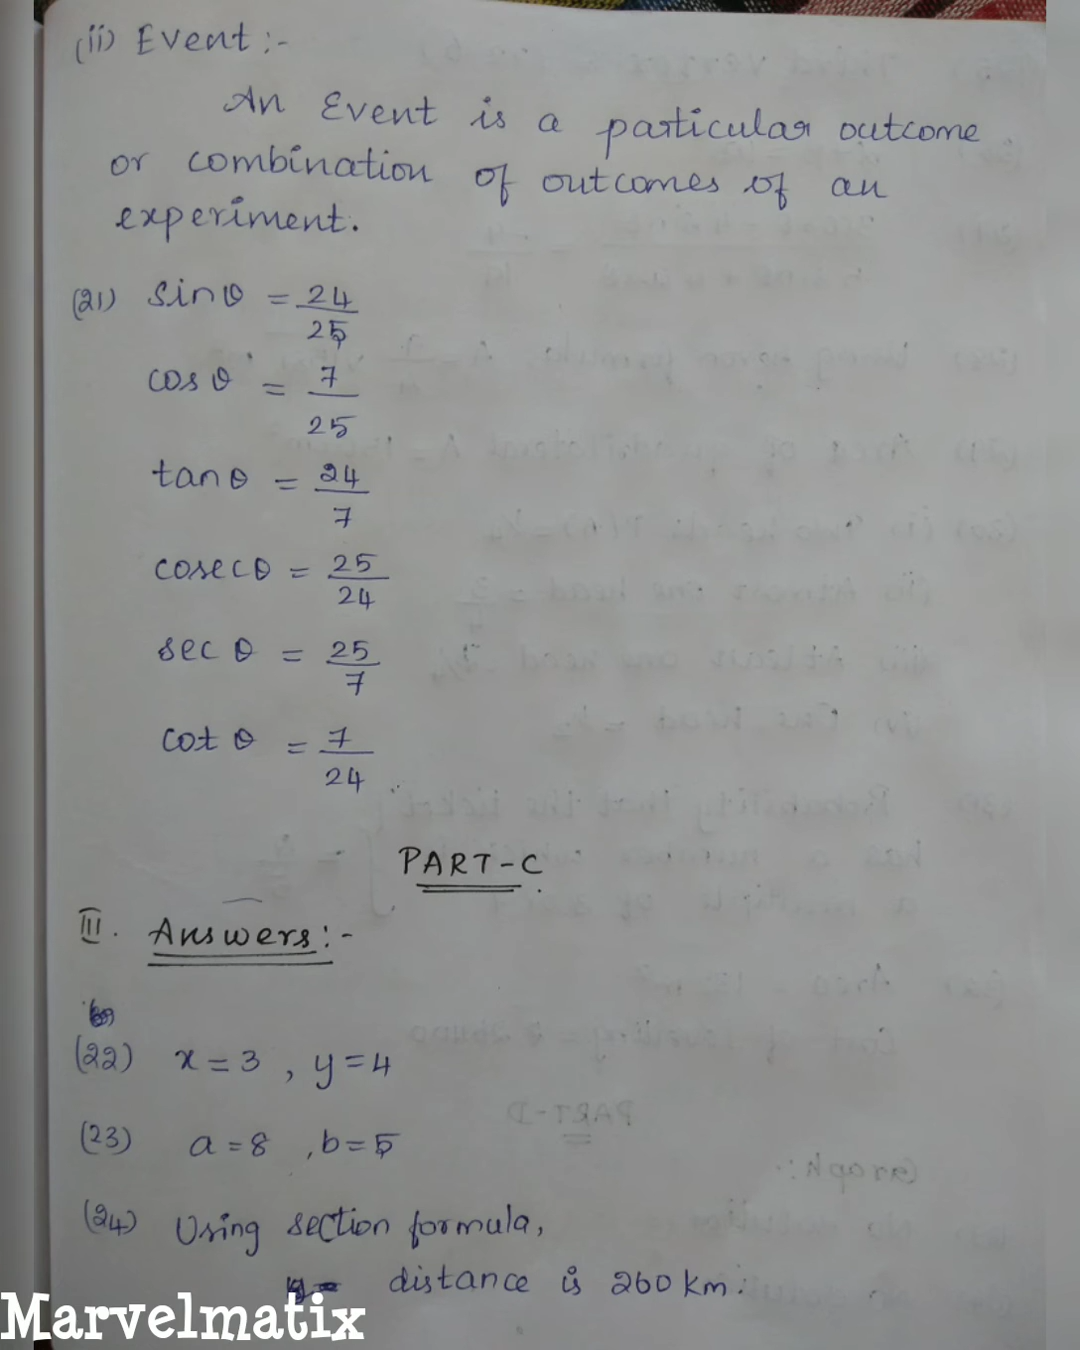 (ii) Event :-
An Event is a particular outcome
or combination of outcomes of an
experiment.
(21) sin θ = 24/25
cos θ = 7/25
tan θ = 24/7
cosec θ = 25/24
sec θ = 25/7
cot θ = 7/24
PART-C
III. Answers:-
(22) x = 3 , y = 4
(23) a = 8 , b = 5
(24) Using section formula,
distance is 260 km.
Marvelmatix